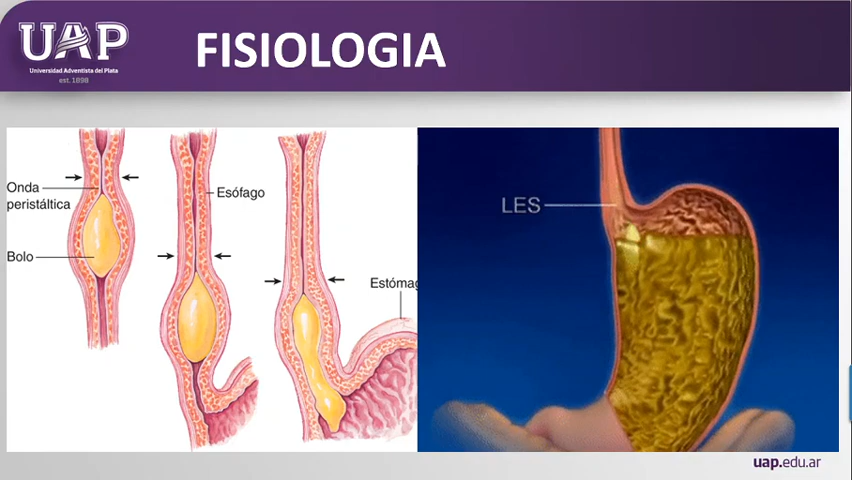 UAP
Universidad Adventista del Plata
est. 1898
FISIOLOGIA
Onda
peristáltica
Bolo
Esófago
Estómag
LES
uap.edu.ar